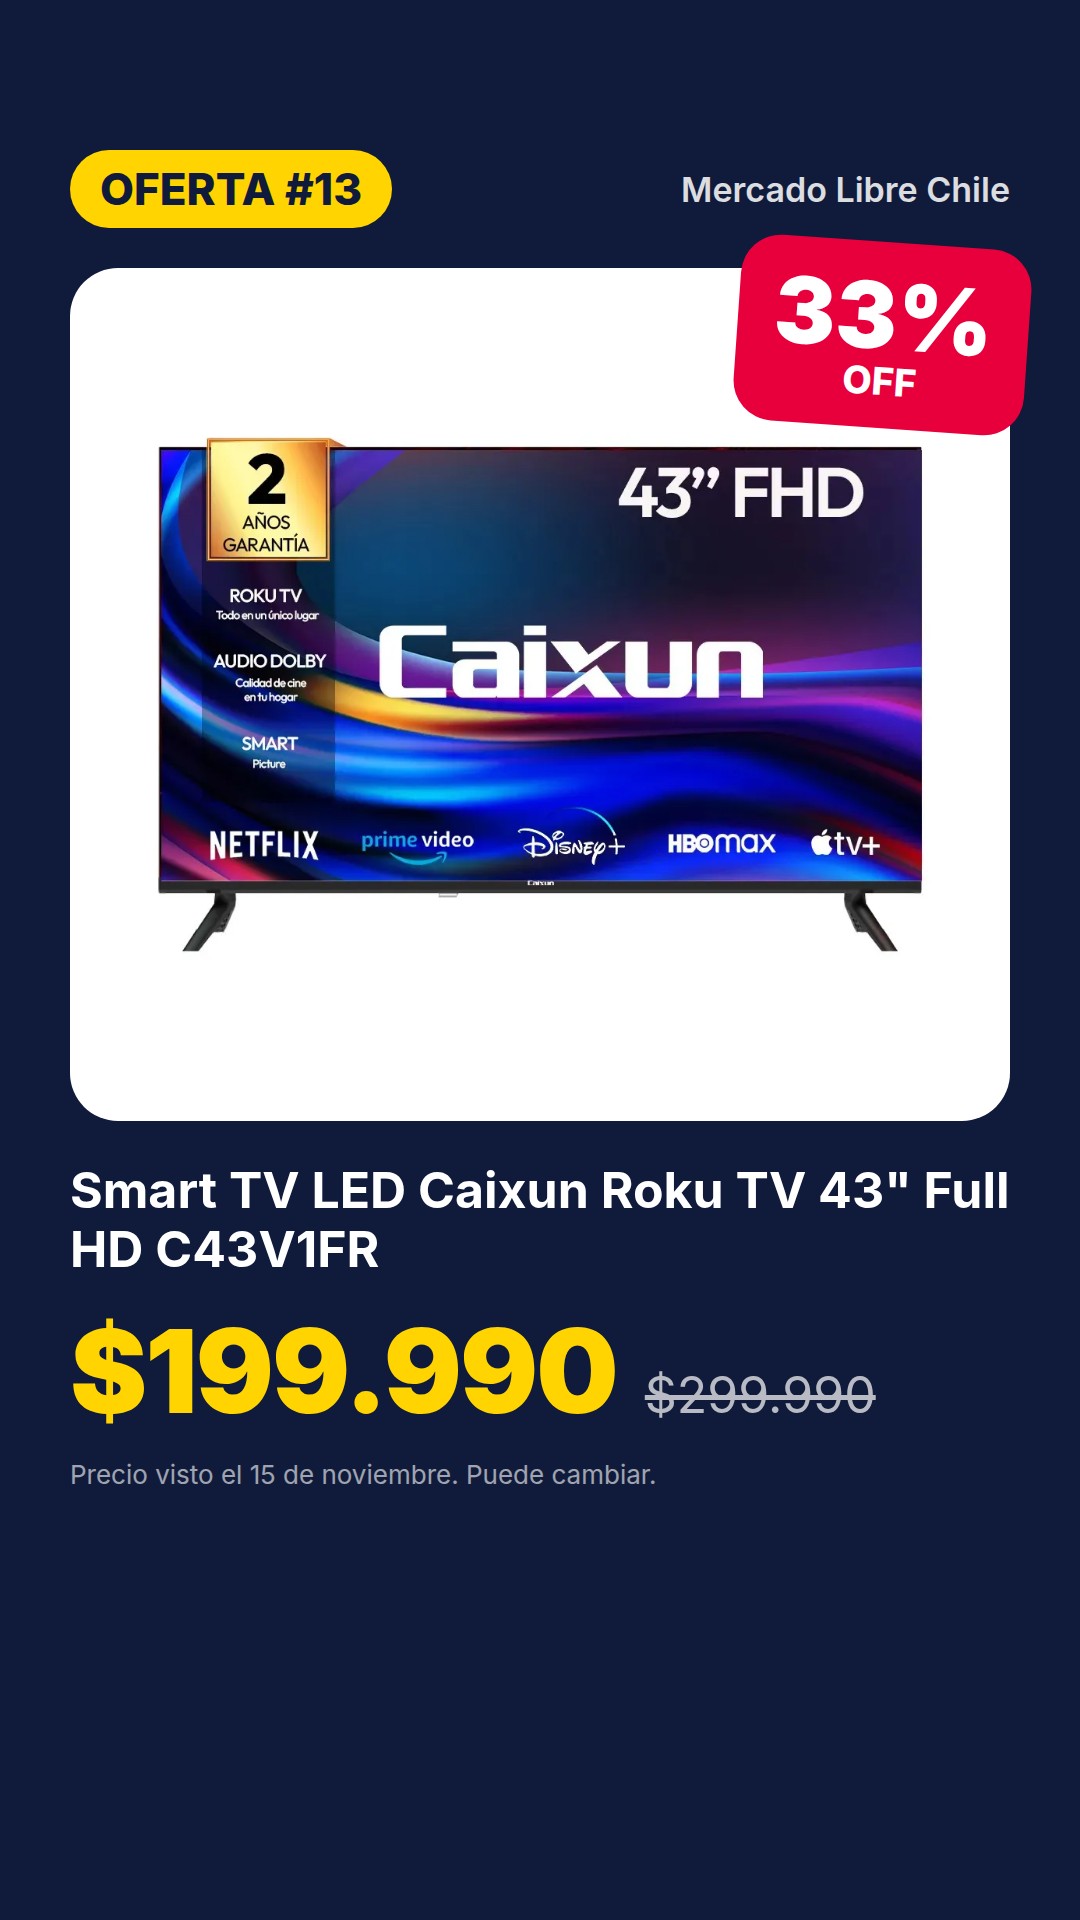 OFERTA #13
Mercado Libre Chile
33%
OFF
2
AÑOS
GARANTÍA
43” FHD
ROKU TV
Todo en un único lugar
AUDIO DOLBY
Calidad de cine
en tu hogar
SMART
Picture
Caixun
NETFLIX
prime video
Disney+
HBOmax
tv+
Caixun
Smart TV LED Caixun Roku TV 43" Full
HD C43V1FR
$199.990 $299.990
Precio visto el 15 de noviembre. Puede cambiar.